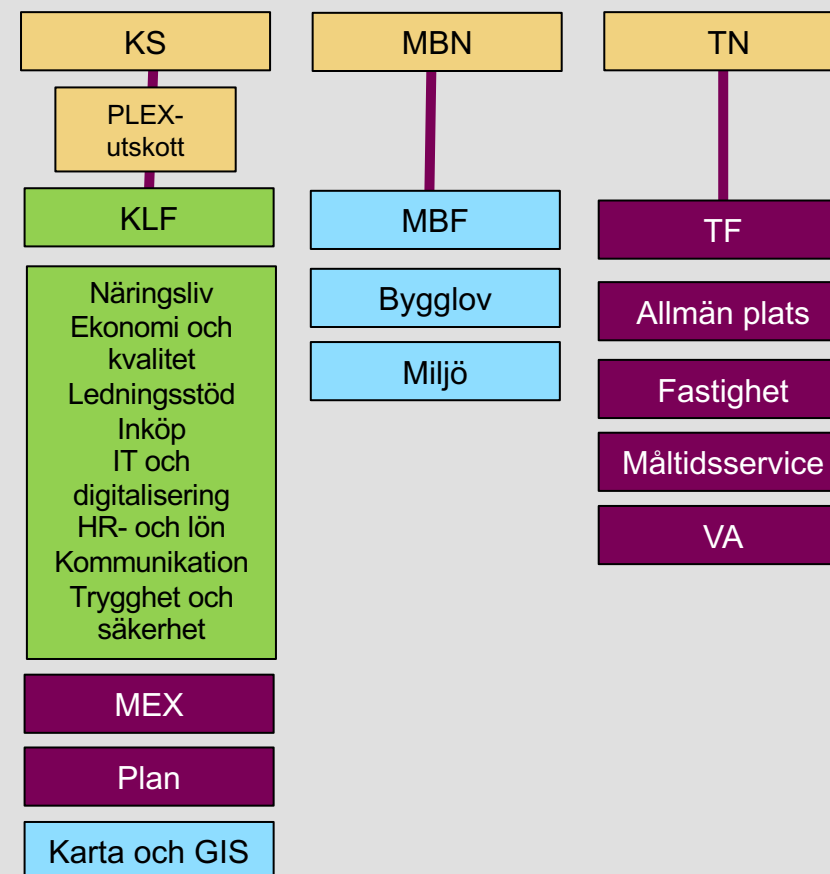 KS
PLEX-
utskott
KLF
Näringsliv
Ekonomi och
kvalitet
Ledningsstöd
Inköp
IT och
digitalisering
HR- och lön
Kommunikation
Trygghet och
säkerhet
MEX
Plan
Karta och GIS
MBN
MBF
Bygglov
Miljö
TN
TF
Allmän plats
Fastighet
Måltidsservice
VA